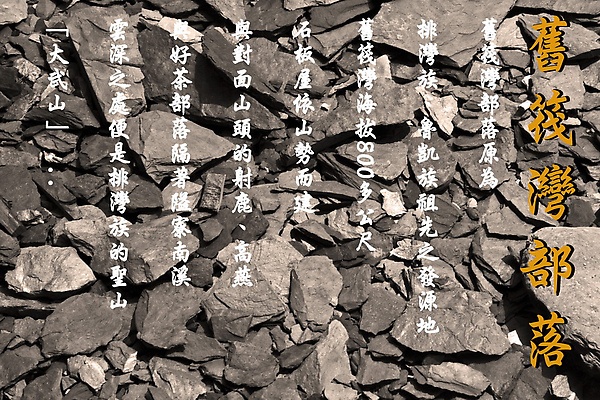 舊筏灣部落
舊筏灣部落原為
排灣族、魯凱族祖先之發源地
舊筏灣海拔800多公尺
石板屋依山勢而建
與對面山頭的射鹿、高燕
與好茶部落隔著隘寮南溪
雲深之處便是排灣族的聖山
「大武山」…